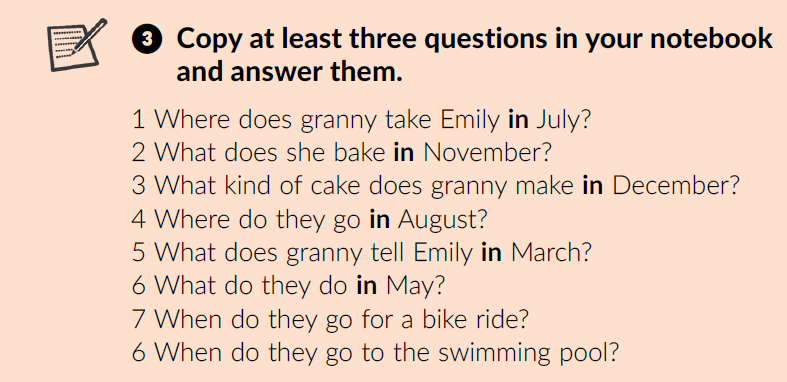 3 Copy at least three questions in your notebook
and answer them.
1 Where does granny take Emily in July?
2 What does she bake in November?
3 What kind of cake does granny make in December?
4 Where do they go in August?
5 What does granny tell Emily in March?
6 What do they do in May?
7 When do they go for a bike ride?
6 When do they go to the swimming pool?